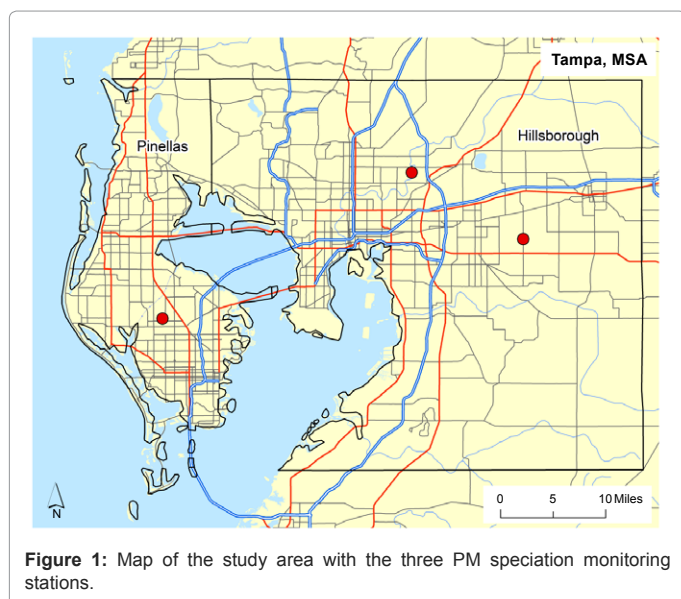 Tampa, MSA
Pinellas
Hillsborough
N
0 5 10 Miles
Figure 1: Map of the study area with the three PM speciation monitoring
stations.